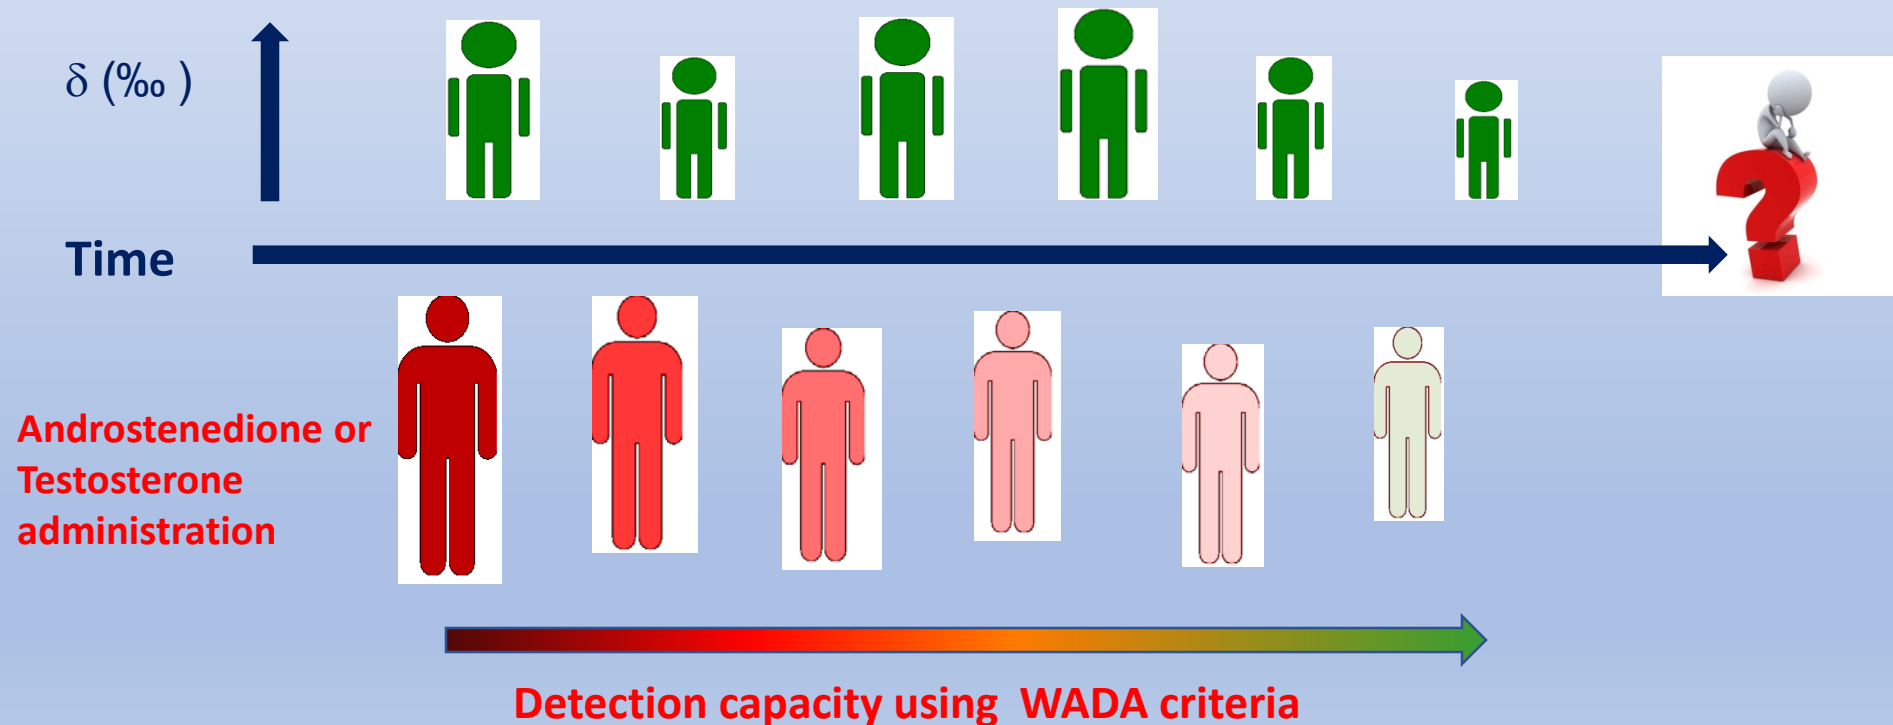 δ (‰ )
Time
Androstenedione or
Testosterone
administration
Detection capacity using WADA criteria